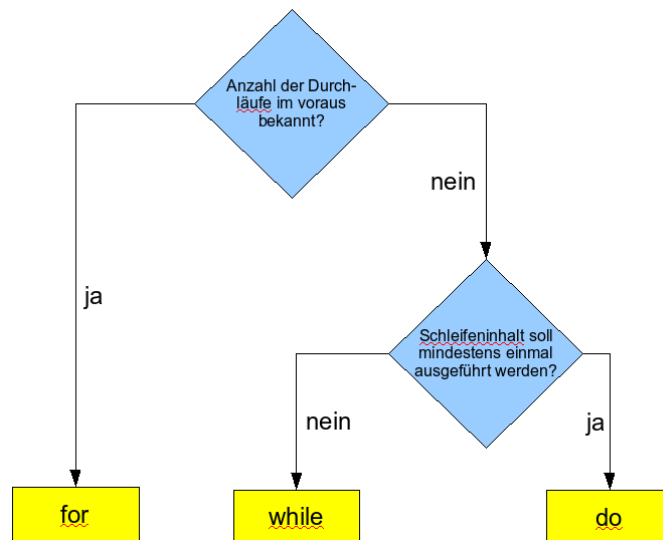 Anzahl der Durch-
läufe im voraus
bekannt?
nein
ja
Schleifeninhalt soll
mindestens einmal
ausgeführt werden?
nein
ja
for
while
do